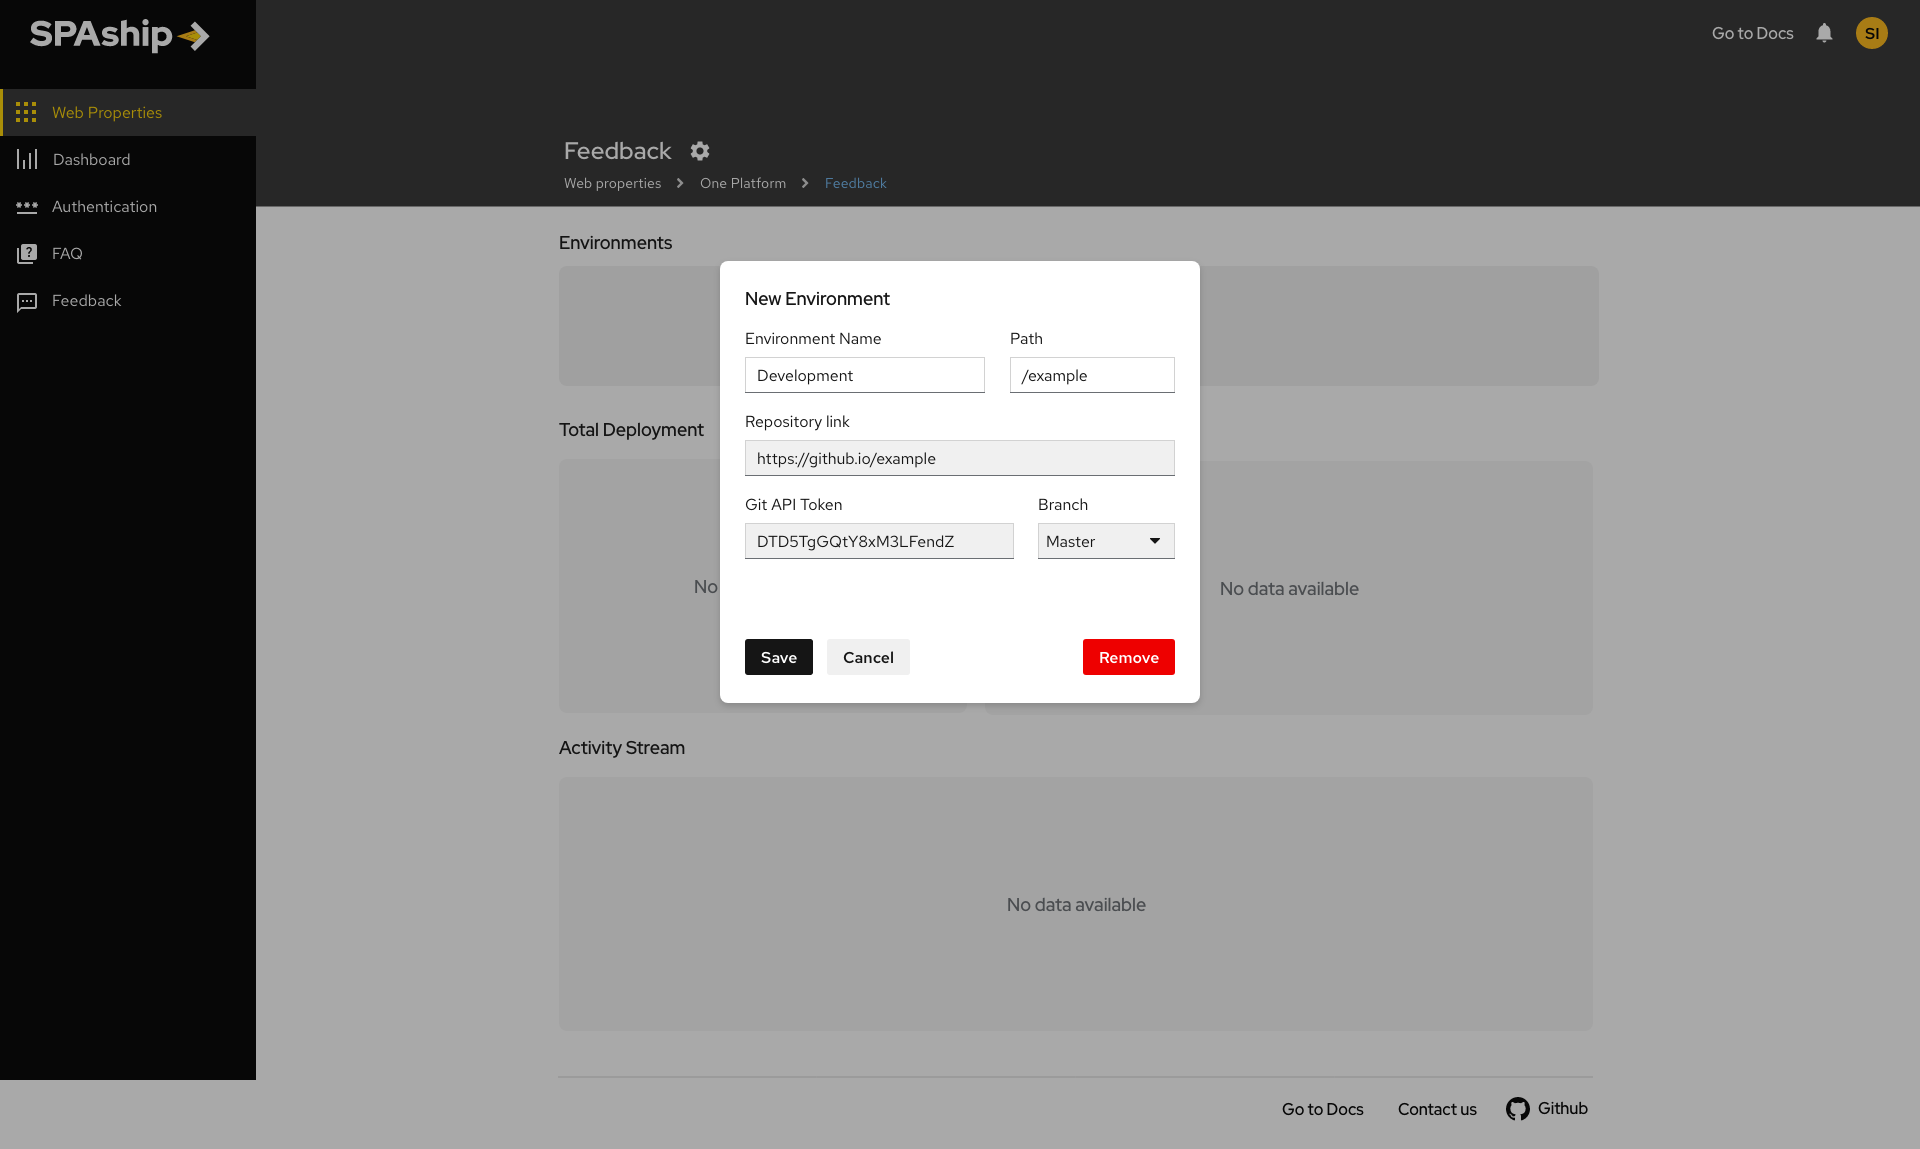 SPAship
Go to Docs
SI
Web Properties
Dashboard
Authentication
FAQ
Feedback
Feedback
Web properties > One Platform > Feedback
Environments
New Environment
Environment Name Path
Development /example
Repository link
https://github.io/example
Git API Token Branch
DTD5TgGQtY8xM3LFendZ Master
Save Cancel Remove
Total Deployment
No
No data available
Activity Stream
No data available
Go to Docs Contact us Github